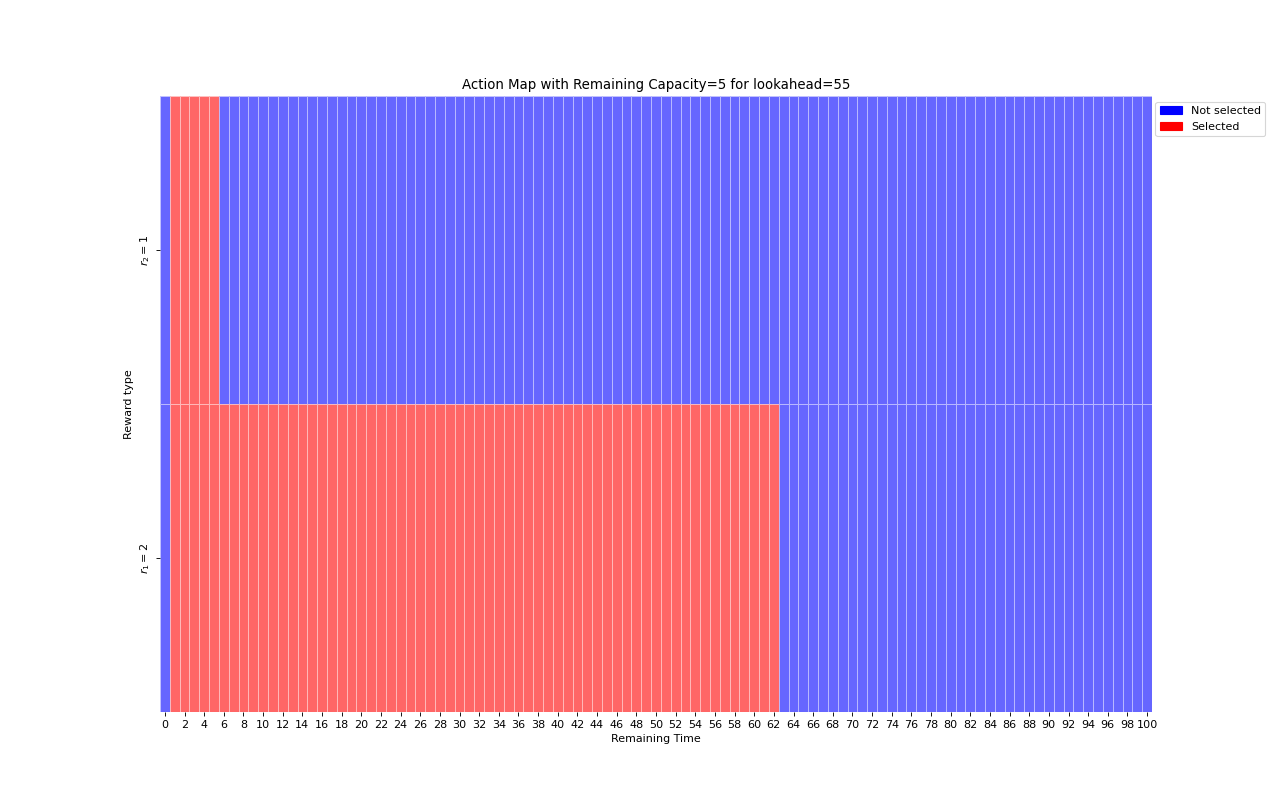 Action Map with Remaining Capacity=5 for lookahead=55
Not selected
Selected
r₂ = 1
Reward type
r₁ = 2
0 2 4 6 8 10 12 14 16 18 20 22 24 26 28 30 32 34 36 38 40 42 44 46 48 50 52 54 56 58 60 62 64 66 68 70 72 74 76 78 80 82 84 86 88 90 92 94 96 98 100
Remaining Time